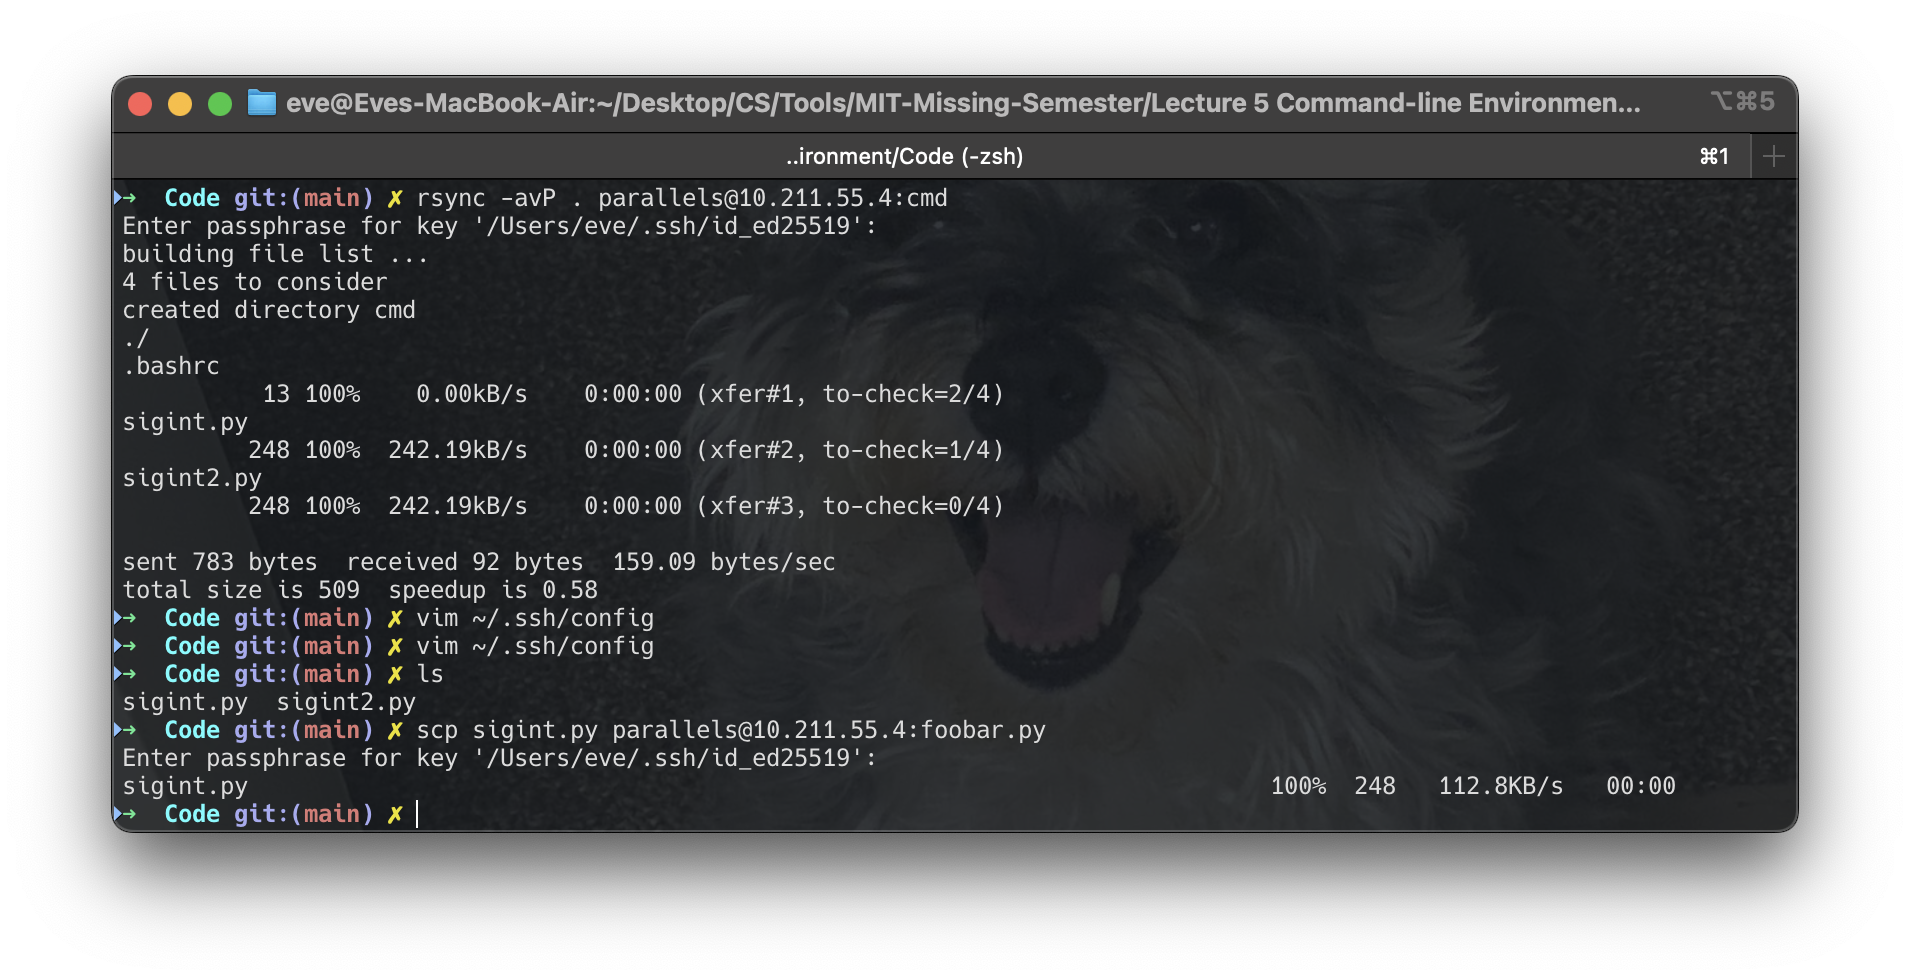 eve@Eves-MacBook-Air:~/Desktop/CS/Tools/MIT-Missing-Semester/Lecture 5 Command-line Environmen... ⌥⌘5
..ironment/Code (-zsh) ⌘1
→ Code git:(main) ✗ rsync -avP . parallels@10.211.55.4:cmd
Enter passphrase for key '/Users/eve/.ssh/id_ed25519':
building file list ...
4 files to consider
created directory cmd
./
.bashrc
13 100% 0.00kB/s 0:00:00 (xfer#1, to-check=2/4)
sigint.py
248 100% 242.19kB/s 0:00:00 (xfer#2, to-check=1/4)
sigint2.py
248 100% 242.19kB/s 0:00:00 (xfer#3, to-check=0/4)
sent 783 bytes received 92 bytes 159.09 bytes/sec
total size is 509 speedup is 0.58
→ Code git:(main) ✗ vim ~/.ssh/config
→ Code git:(main) ✗ vim ~/.ssh/config
→ Code git:(main) ✗ ls
sigint.py sigint2.py
→ Code git:(main) ✗ scp sigint.py parallels@10.211.55.4:foobar.py
Enter passphrase for key '/Users/eve/.ssh/id_ed25519':
sigint.py 100% 248 112.8KB/s 00:00
→ Code git:(main) ✗